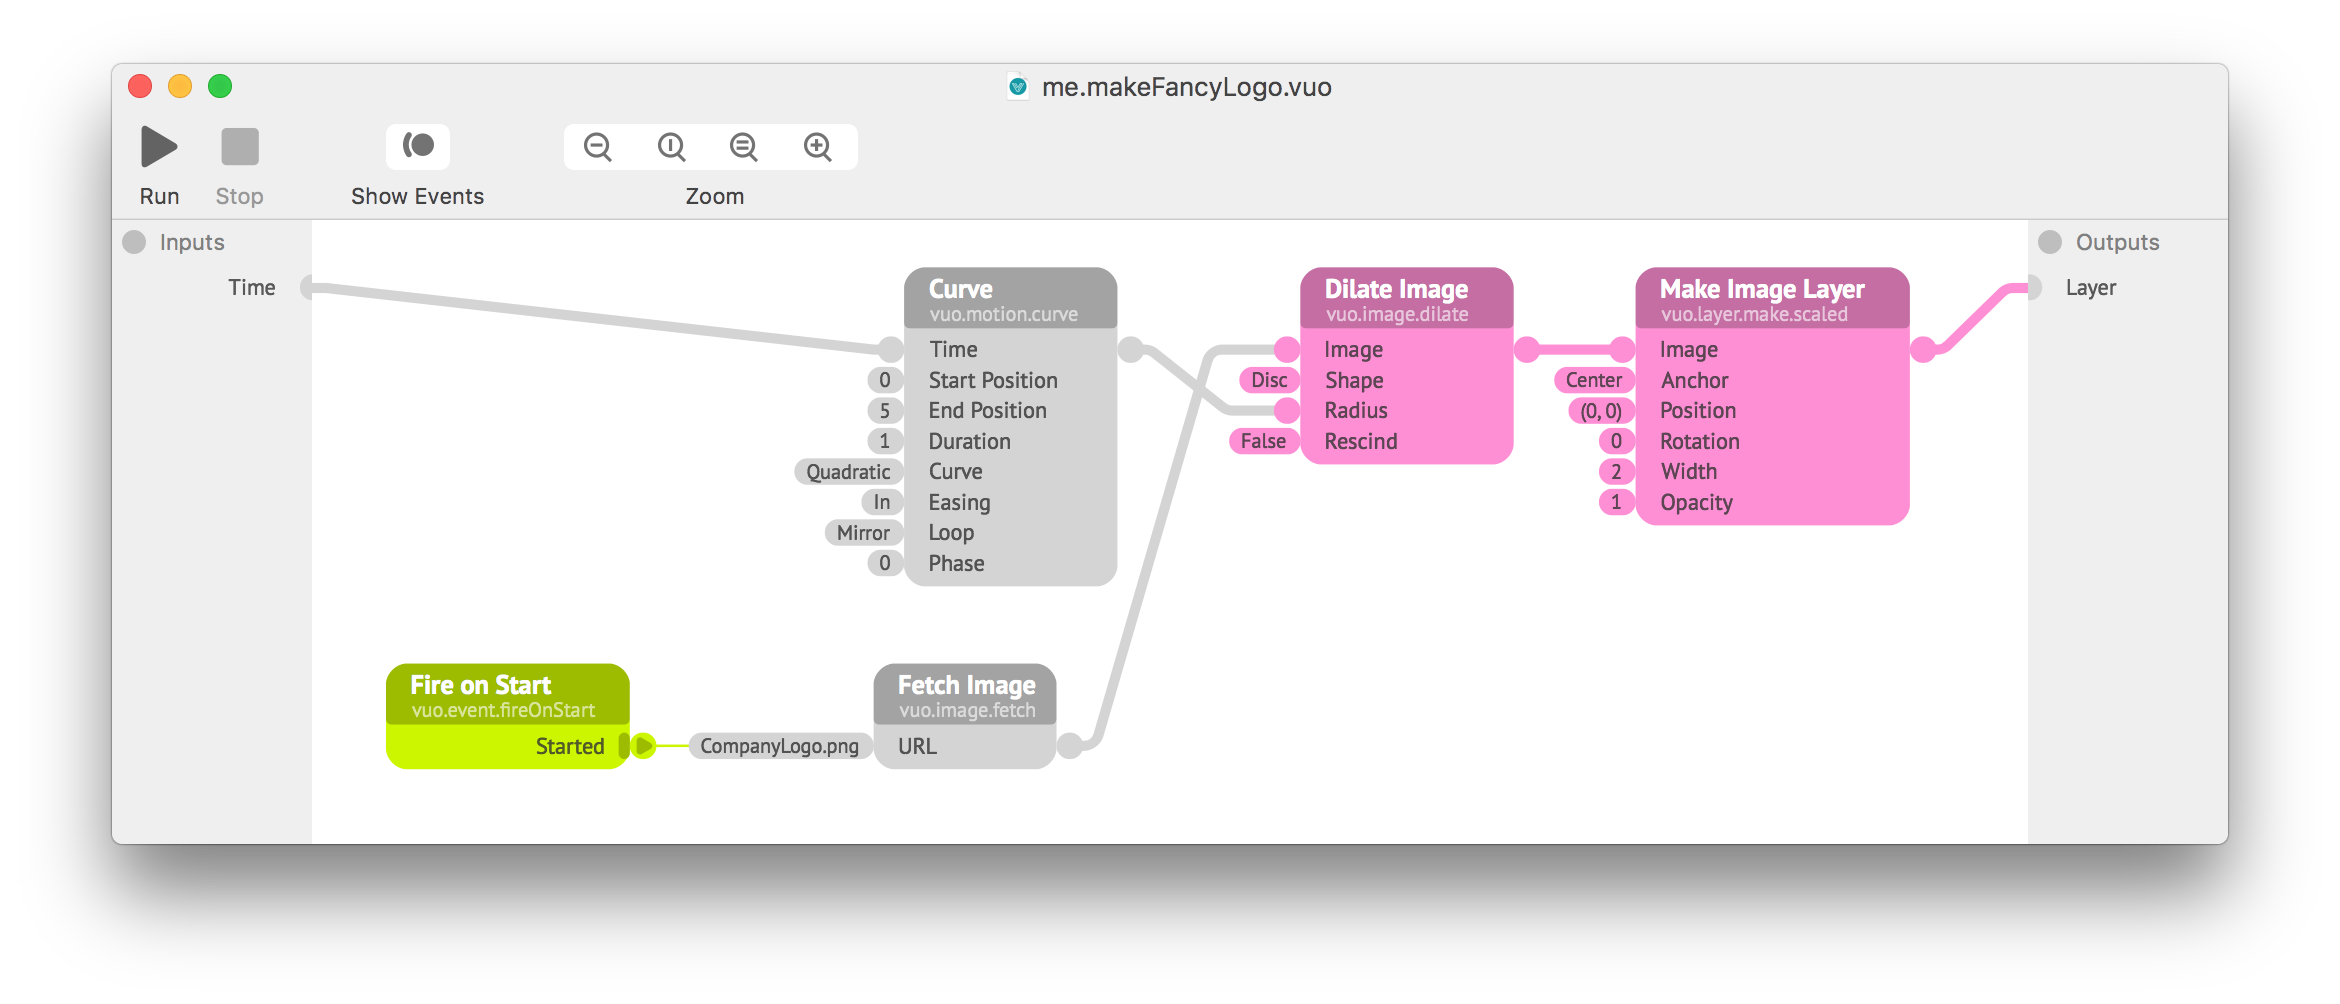 me.makeFancyLogo.vuo
Run
Stop
Show Events
Zoom
Inputs
Time
Curve
vuo.motion.curve
Time
0 Start Position
5 End Position
1 Duration
Quadratic Curve
In Easing
Mirror Loop
0 Phase
Fire on Start
vuo.event.fireOnStart
Started
Fetch Image
vuo.image.fetch
CompanyLogo.png URL
Dilate Image
vuo.image.dilate
Image
Disc Shape
Radius
False Rescind
Make Image Layer
vuo.layer.make.scaled
Image
Center Anchor
(0, 0) Position
0 Rotation
2 Width
1 Opacity
Outputs
Layer